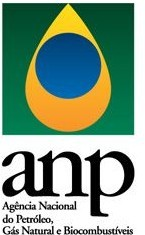 anp
Agência Nacional
do Petróleo,
Gás Natural e Biocombustíveis